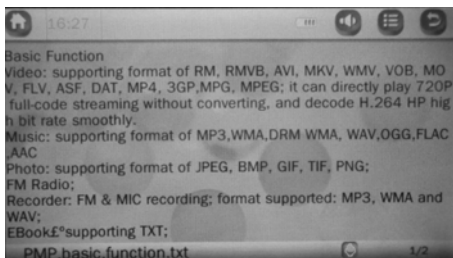 16:27
Basic Function
Video: supporting format of RM, RMVB, AVI, MKV, WMV, VOB, MO
V, FLV, ASF, DAT, MP4, 3GP,MPG, MPEG; it can directly play 720P
full-code streaming without converting, and decode H.264 HP hig
h bit rate smoothly.
Music: supporting format of MP3,WMA,DRM WMA, WAV,OGG,FLAC
,AAC
Photo: supporting format of JPEG, BMP, GIF, TIF, PNG;
FM Radio;
Recorder: FM & MIC recording; format supported: MP3, WMA and
WAV;
EBook£ºsupporting TXT;
PMP basic function.txt 1/2